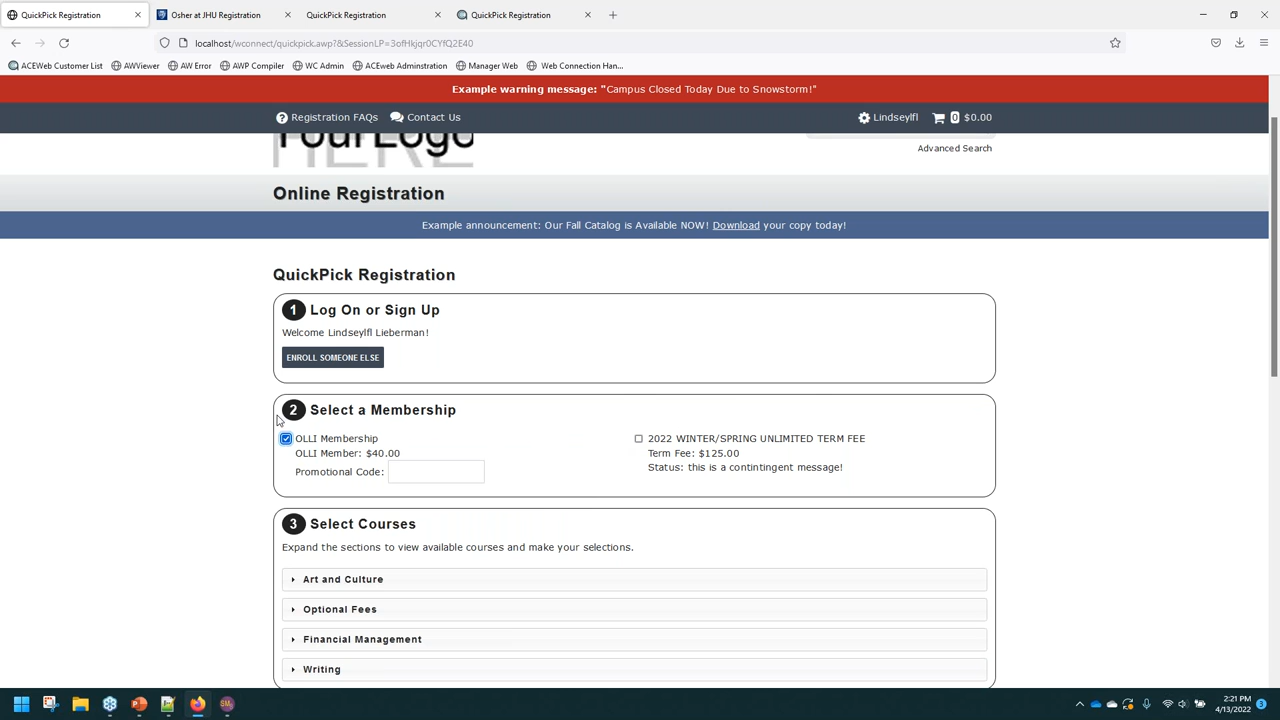 QuickPick Registration
Osher at JHU Registration
QuickPick Registration
QuickPick Registration
localhost/wconnect/quickpick.awp?&SessionLP=3ofHkjqr0CYfQ2E40
ACEWeb Customer List
AWViewer
AW Error
AWP Compiler
WC Admin
ACEweb Adminstration
Manager Web
Web Connection Han...
Example warning message: "Campus Closed Today Due to Snowstorm!"
Registration FAQs
Contact Us
Lindseylfl
0 $0.00
YourLogo
HERE
Advanced Search
Online Registration
Example announcement: Our Fall Catalog is Available NOW! Download your copy today!
QuickPick Registration
1 Log On or Sign Up
Welcome Lindseylfl Lieberman!
ENROLL SOMEONE ELSE
2 Select a Membership
OLLI Membership
OLLI Member: $40.00
Promotional Code:
2022 WINTER/SPRING UNLIMITED TERM FEE
Term Fee: $125.00
Status: this is a contingent message!
3 Select Courses
Expand the sections to view available courses and make your selections.
Art and Culture
Optional Fees
Financial Management
Writing
2:21 PM
4/13/2022
3